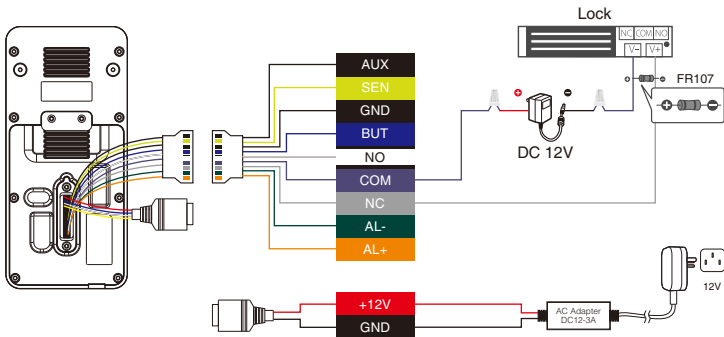 Lock
NC COM NO
V- V+
FR107
AUX
SEN
GND
BUT
NO
COM
NC
AL-
AL+
DC 12V
+12V
GND
AC Adapter
DC12-3A
12V